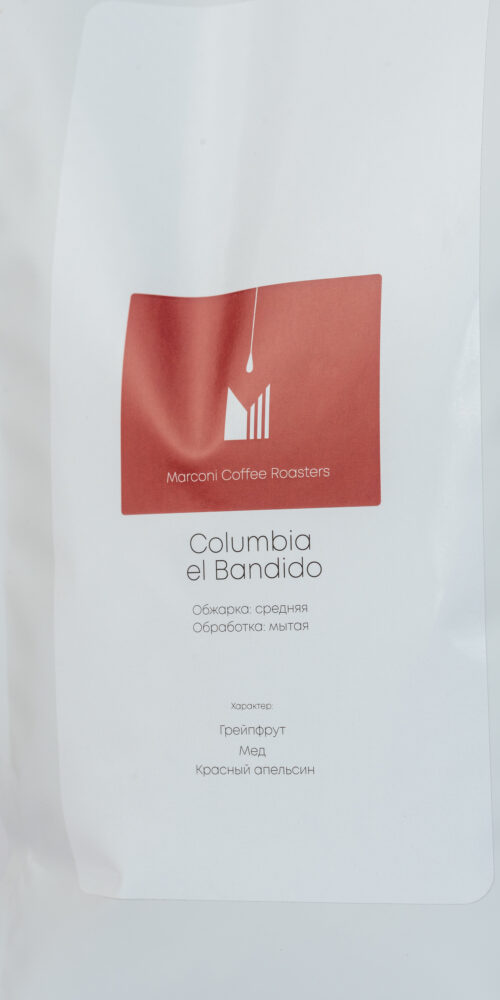 Marconi Coffee Roasters
Columbia
el Bandido
Обжарка: средняя
Обработка: мытая
Характер:
Грейпфрут
Мед
Красный апельсин